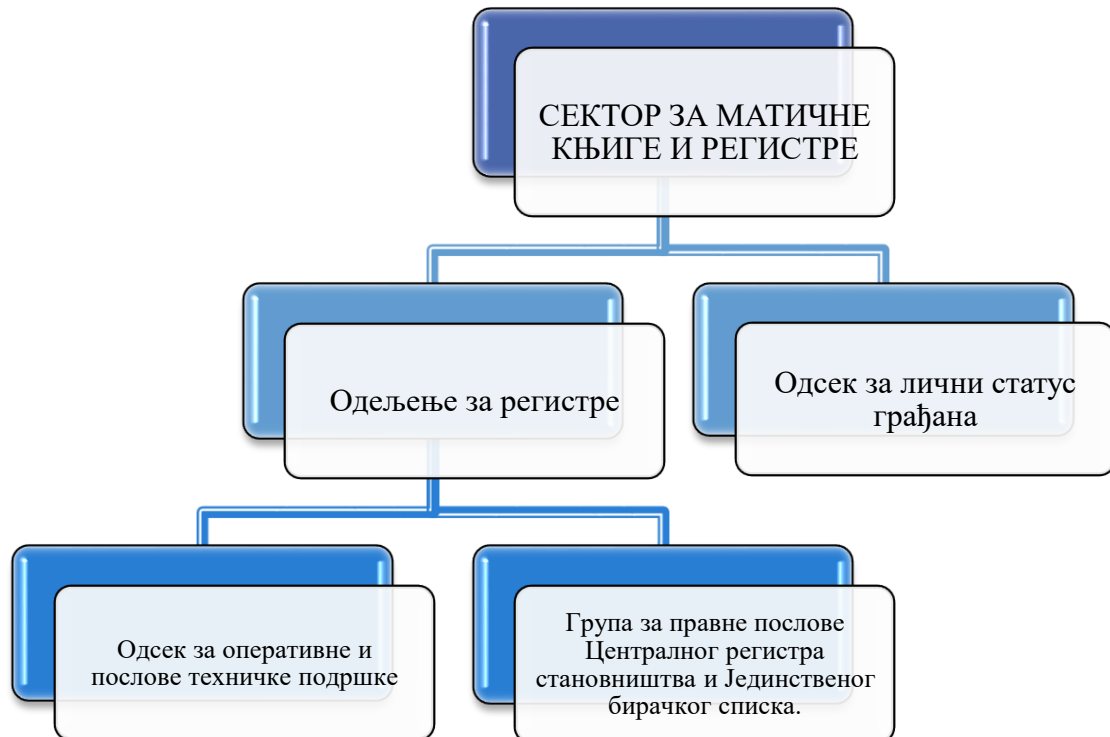 СЕКТОР ЗА МАТИЧНЕ
КЊИГЕ И РЕГИСТРЕ
Одељење за регистре
Одсек за лични статус
грађана
Одсек за оперативне и
послове техничке подршке
Група за правне послове
Централног регистра
становништва и Јединственог
бирачког списка.